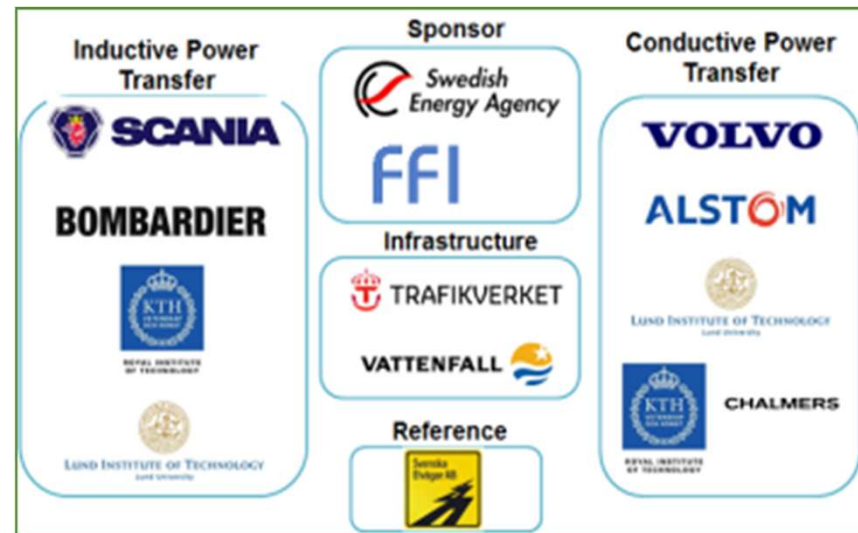 Inductive Power
Transfer
SCANIA
BOMBARDIER
KTH
ROYAL INSTITUTE
OF TECHNOLOGY
LUND INSTITUTE OF TECHNOLOGY
Lund University
Sponsor
Swedish
Energy Agency
FFI
Infrastructure
TRAFIKVERKET
VATTENFALL
Reference
Svenska
Elvägar AB
Conductive Power
Transfer
VOLVO
ALSTOM
LUND INSTITUTE OF TECHNOLOGY
Lund University
KTH
ROYAL INSTITUTE
OF TECHNOLOGY
CHALMERS